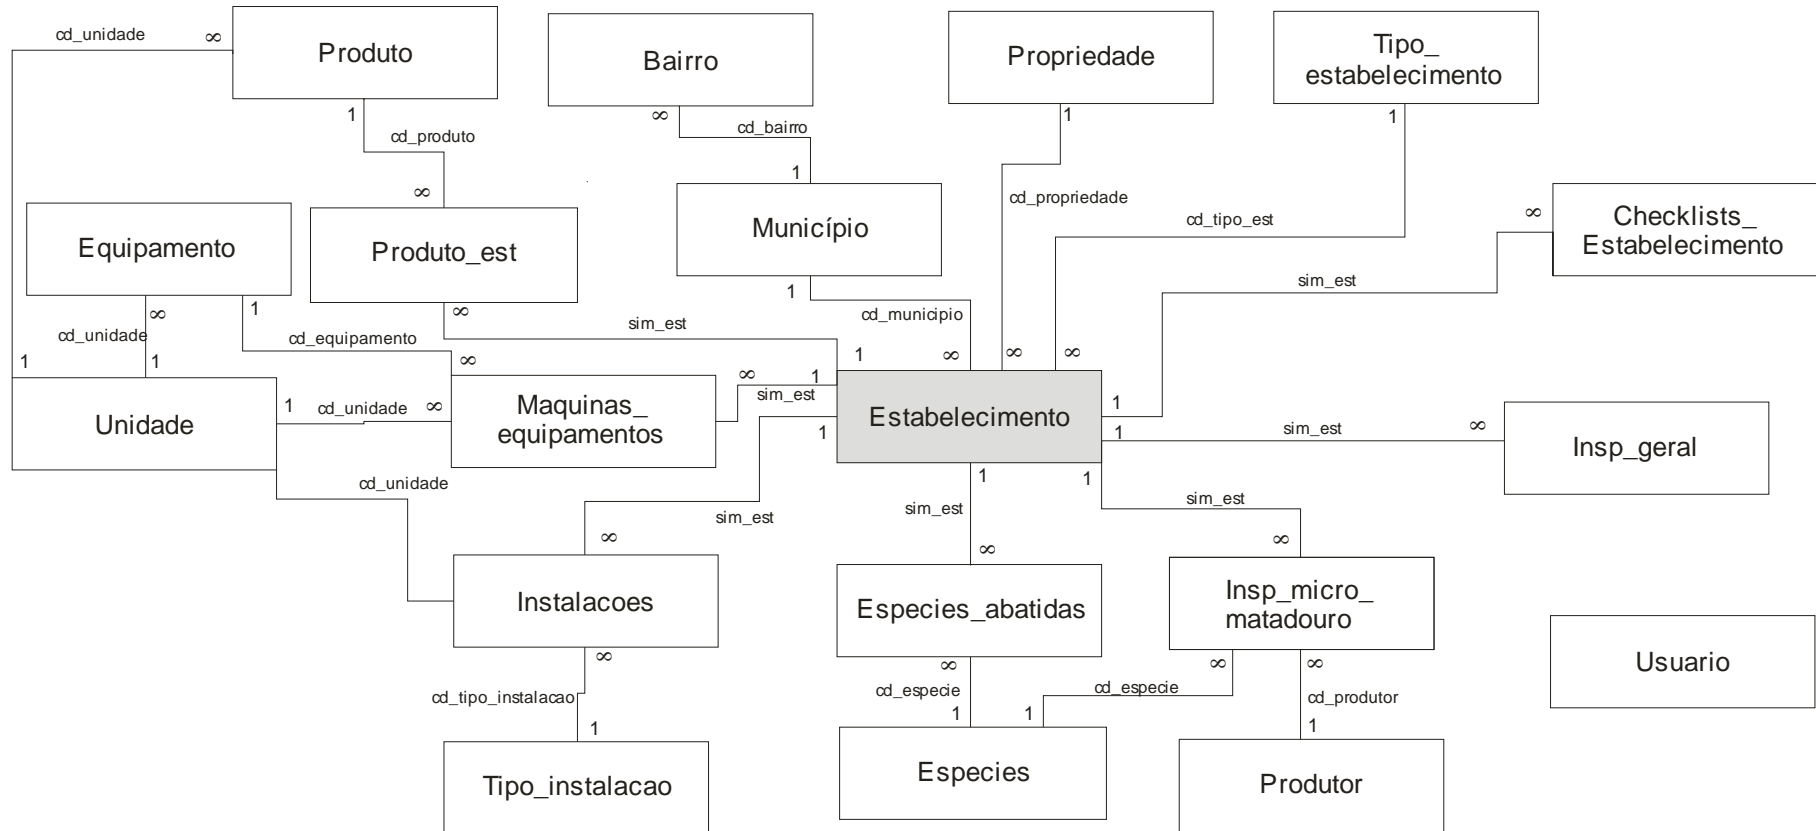 cd_unidade
∞
Produto
Bairro
Propriedade
Tipo_
estabelecimento
1
∞
1
1
cd_produto
cd_bairro
∞
1
cd_propriedade
cd_tipo_est
∞
Checklists_
Estabelecimento
Equipamento
Produto_est
Município
sim_est
1
∞
1
∞
cd_municipio
cd_unidade
cd_equipamento
sim_est
1
1
∞
1
∞
∞
∞
∞
1
sim_est
Unidade
1
cd_unidade
∞
Maquinas_
equipamentos
1
Estabelecimento
1
1
sim_est
∞
Insp_geral
cd_unidade
sim_est
1
sim_est
1
sim_est
∞
∞
∞
Instalacoes
Especies_abatidas
Insp_micro_
matadouro
∞
∞
∞
∞
Usuario
cd_tipo_instalacao
cd_especie
cd_especie
cd_produtor
1
1
1
1
Tipo_instalacao
Especies
Produtor